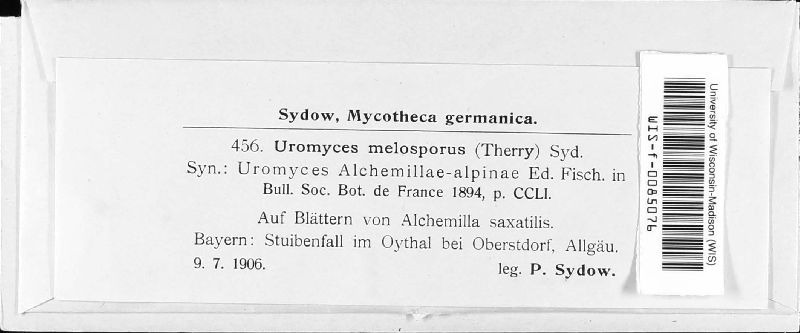 Sydow, Mycotheca germanica.
456. Uromyces melosporus (Therry) Syd.
Syn.: Uromyces Alchemillae-alpinae Ed. Fisch. in
Bull. Soc. Bot. de France 1894, p. CCLI.
Auf Blättern von Alchemilla saxatilis.
Bayern: Stuibenfall im Oythal bei Oberstdorf, Allgäu.
9. 7. 1906. leg. P. Sydow.
University of Wisconsin-Madison (WIS)
WIS-f-0085076